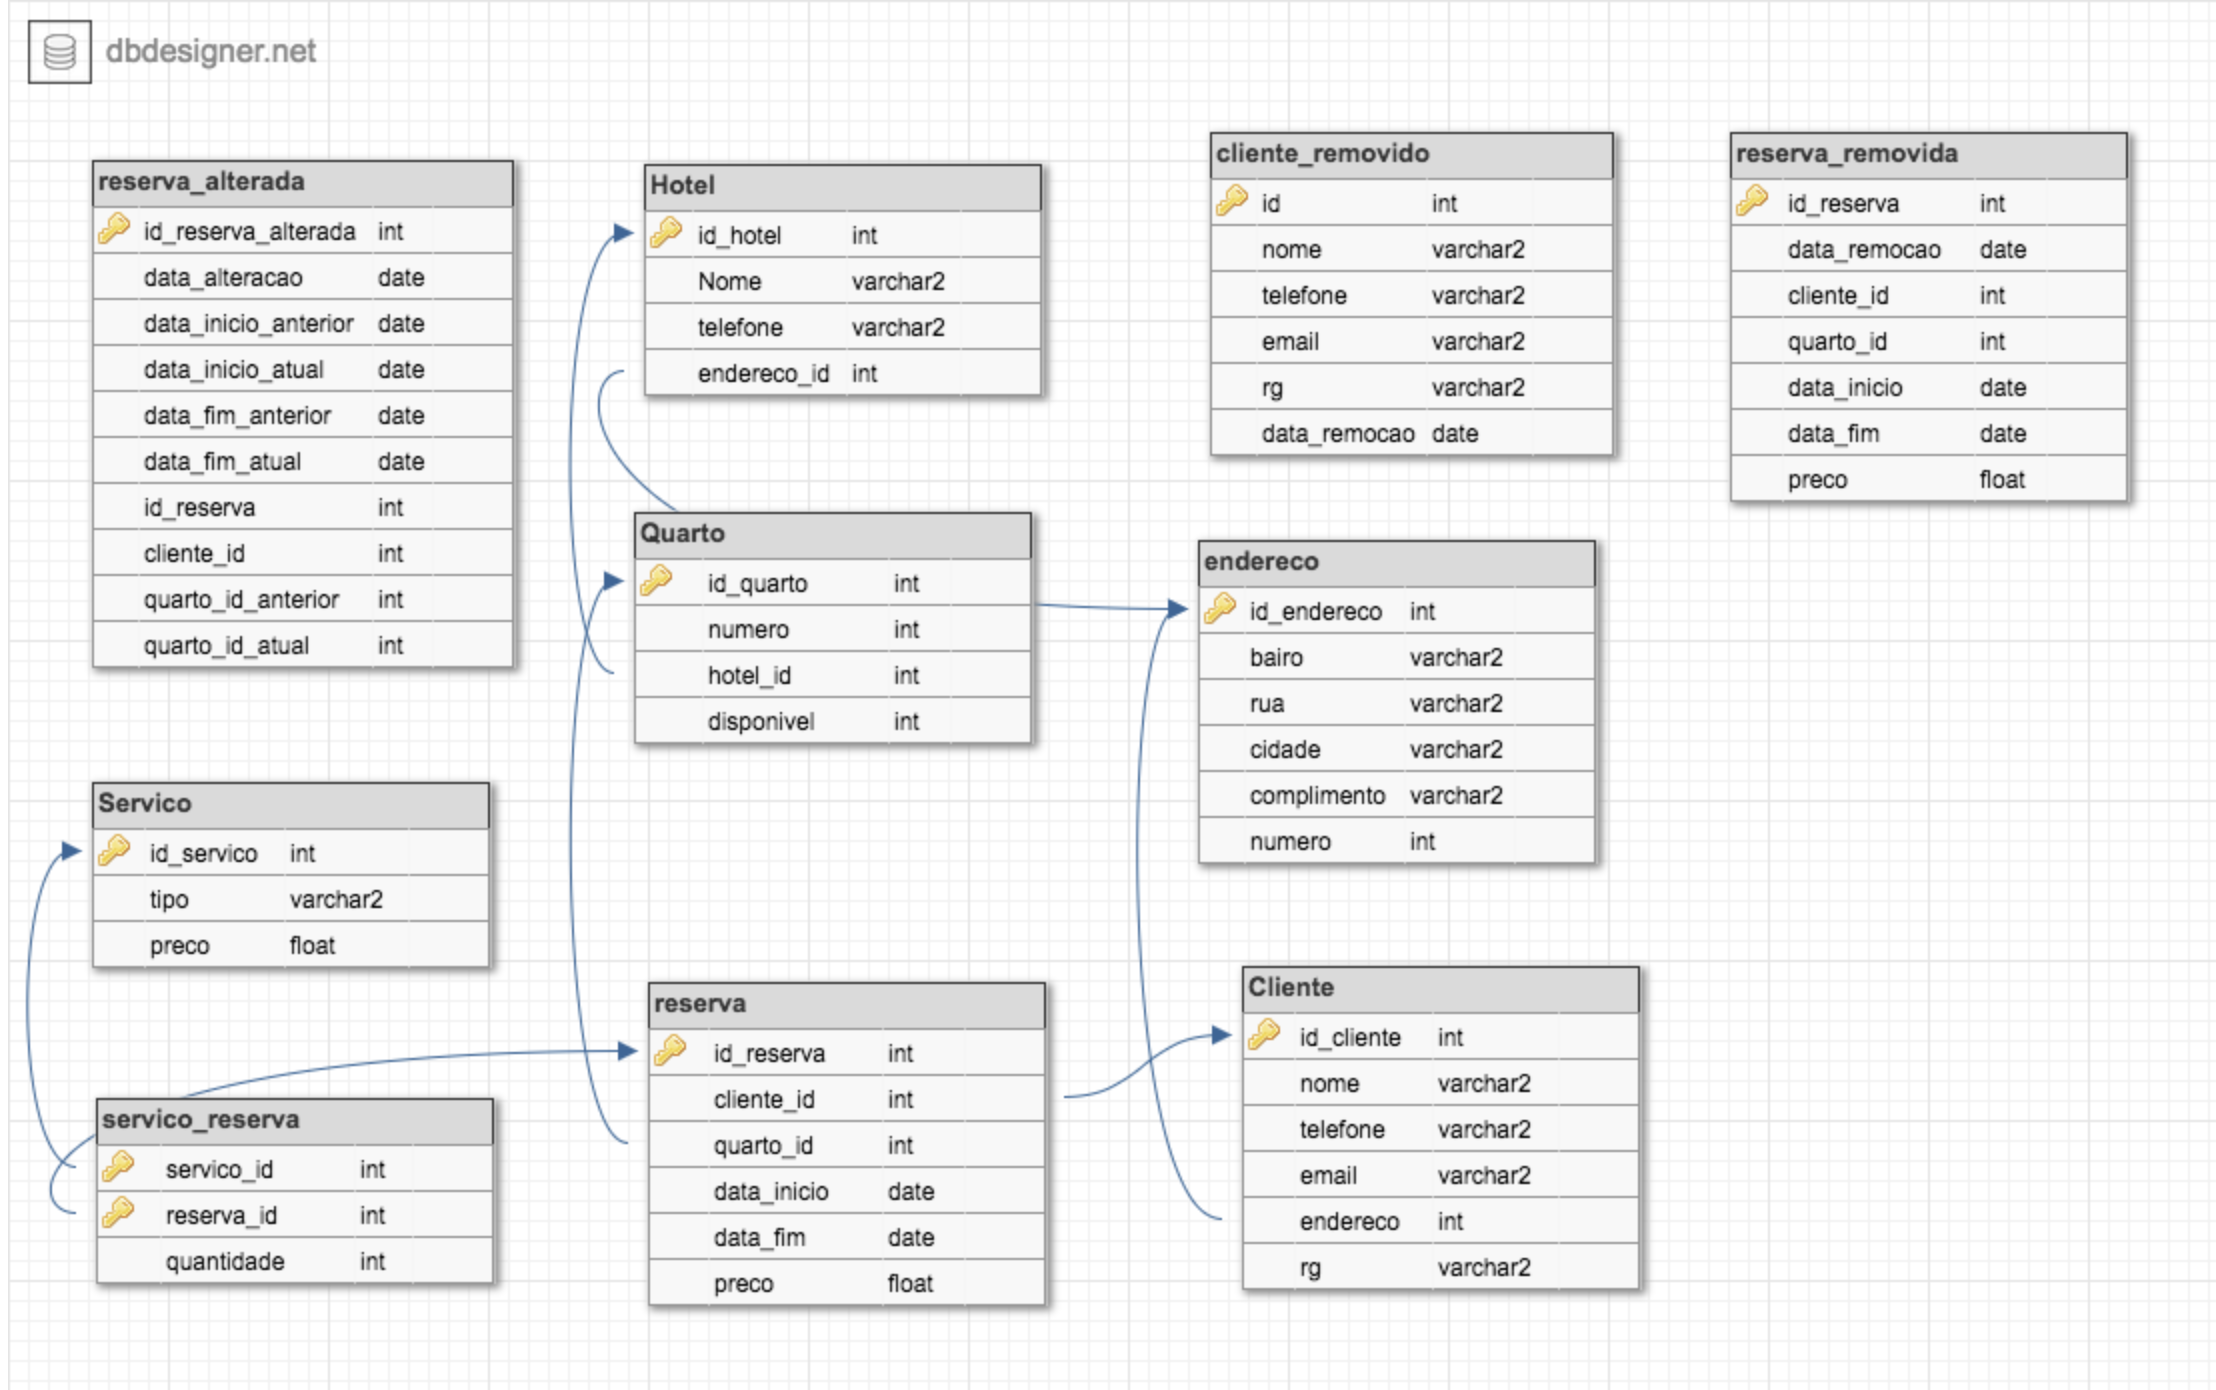 dbdesigner.net
reserva_alterada
id_reserva_alterada int
data_alteracao date
data_inicio_anterior date
data_inicio_atual date
data_fim_anterior date
data_fim_atual date
id_reserva int
cliente_id int
quarto_id_anterior int
quarto_id_atual int
Hotel
id_hotel int
Nome varchar2
telefone varchar2
endereco_id int
cliente_removido
id int
nome varchar2
telefone varchar2
email varchar2
rg varchar2
data_remocao date
reserva_removida
id_reserva int
data_remocao date
cliente_id int
quarto_id int
data_inicio date
data_fim date
preco float
Quarto
id_quarto int
numero int
hotel_id int
disponivel int
endereco
id_endereco int
bairo varchar2
rua varchar2
cidade varchar2
complimento varchar2
numero int
Servico
id_servico int
tipo varchar2
preco float
servico_reserva
servico_id int
reserva_id int
quantidade int
reserva
id_reserva int
cliente_id int
quarto_id int
data_inicio date
data_fim date
preco float
Cliente
id_cliente int
nome varchar2
telefone varchar2
email varchar2
endereco int
rg varchar2